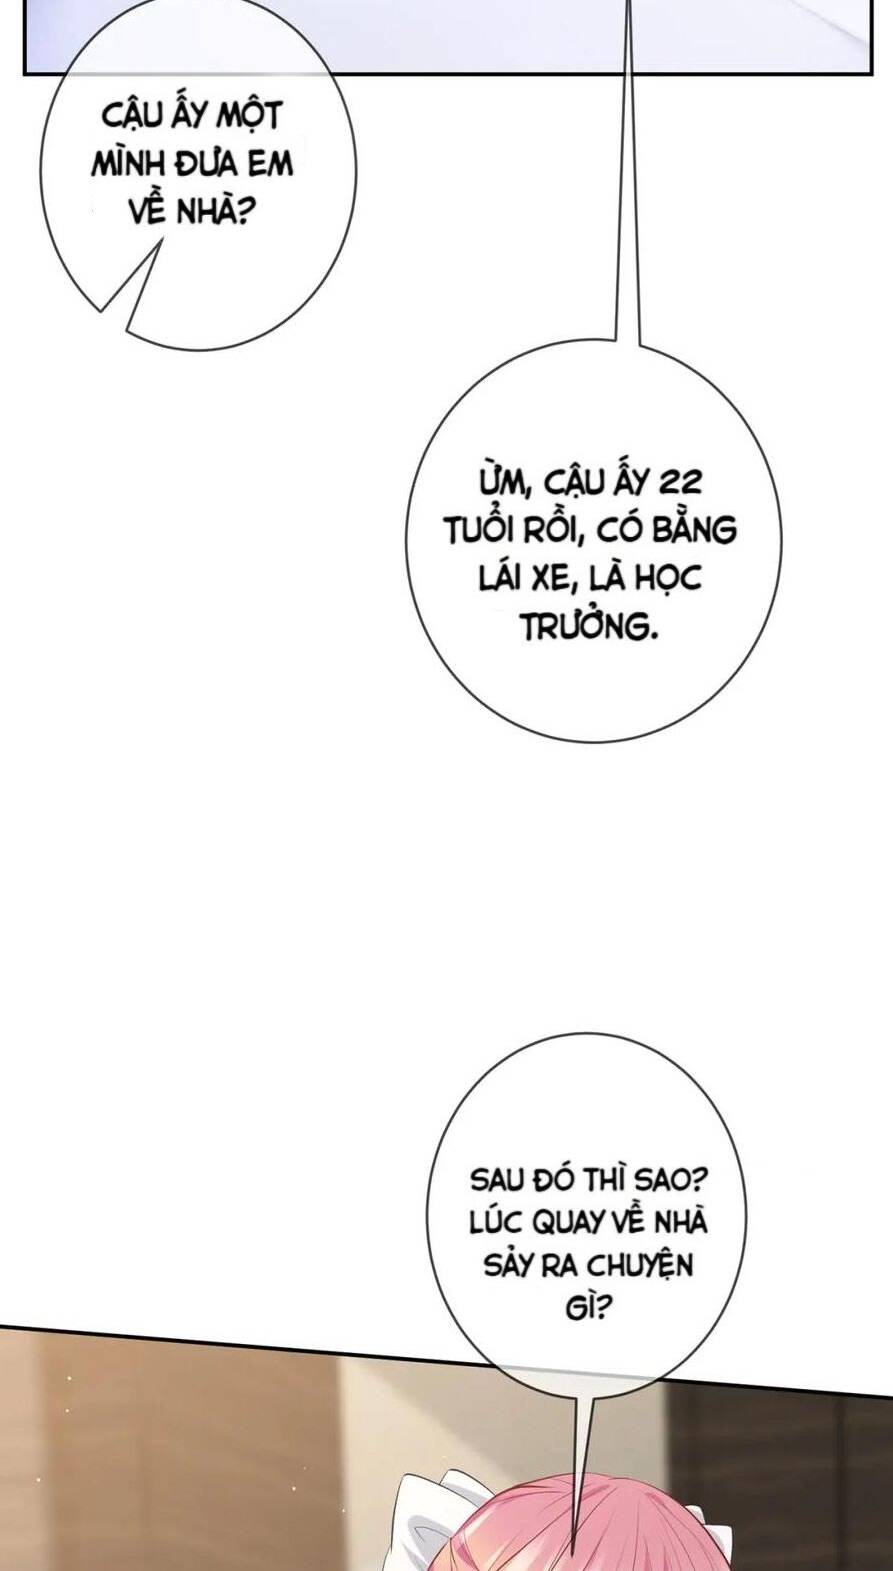 CẬU ẤY MỘT
MÌNH ĐƯA EM
VỀ NHÀ?
ỪM, CẬU ẤY 22
TUỔI RỒI, CÓ BẰNG
LÁI XE, LÀ HỌC
TRƯỞNG.
SAU ĐÓ THÌ SAO?
LÚC QUAY VỀ NHÀ
SẢY RA CHUYỆN
GÌ?